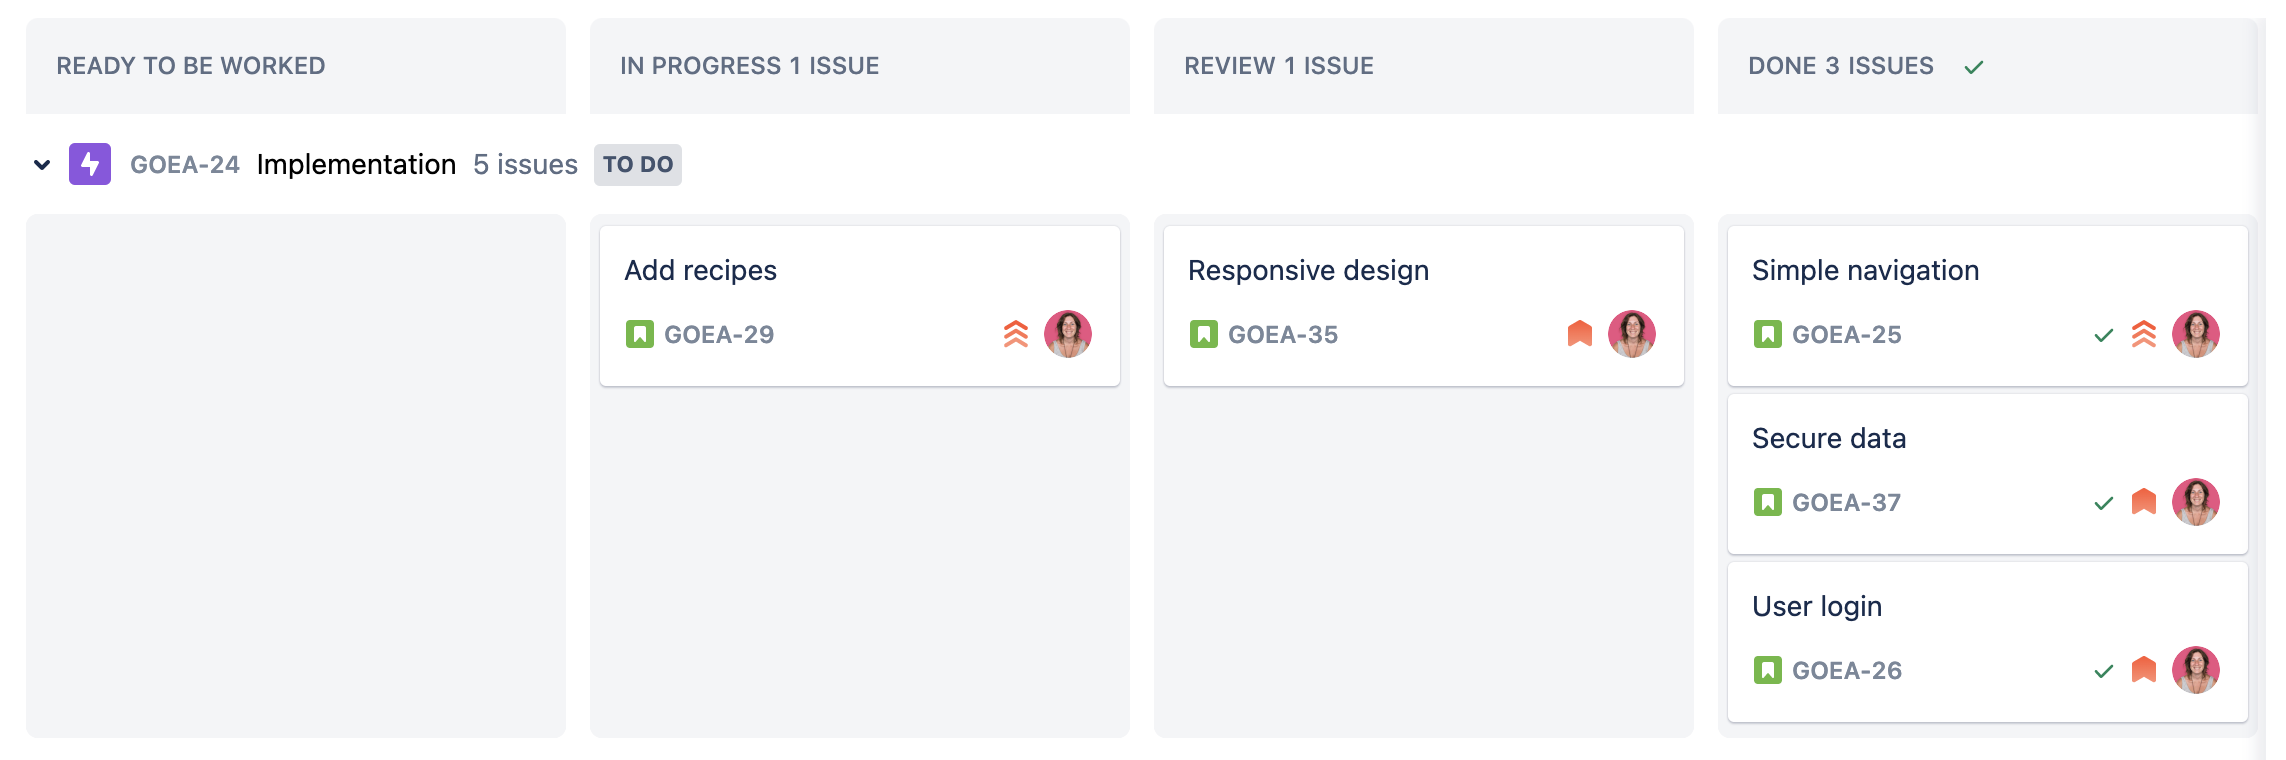 READY TO BE WORKED
IN PROGRESS 1 ISSUE
REVIEW 1 ISSUE
DONE 3 ISSUES
GOEA-24 Implementation 5 issues TO DO
Add recipes
GOEA-29
Responsive design
GOEA-35
Simple navigation
GOEA-25
Secure data
GOEA-37
User login
GOEA-26